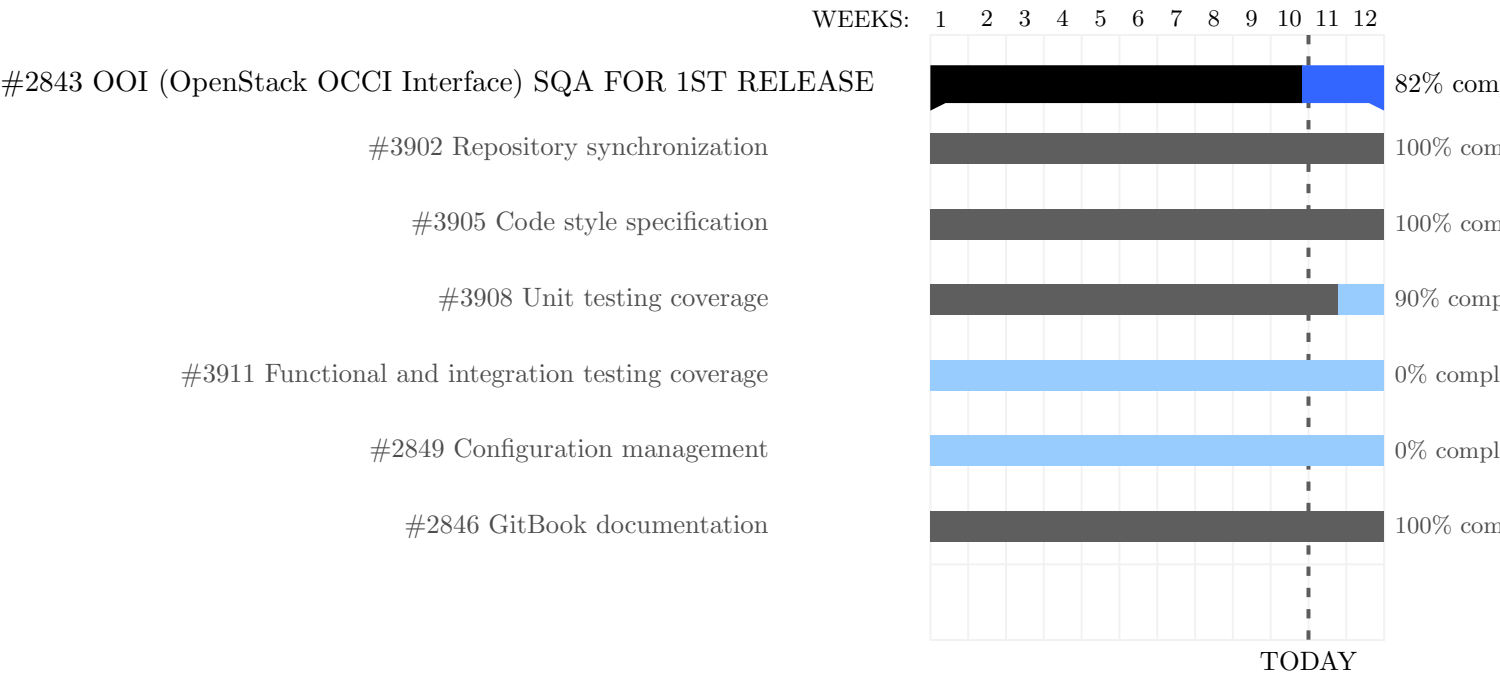 WEEKS: 1 2 3 4 5 6 7 8 9 10 11 12
#2843 OOI (OpenStack OCCI Interface) SQA FOR 1ST RELEASE 82% com
#3902 Repository synchronization 100% com
#3905 Code style specification 100% com
#3908 Unit testing coverage 90% comp
#3911 Functional and integration testing coverage 0% compl
#2849 Configuration management 0% compl
#2846 GitBook documentation 100% com
TODAY